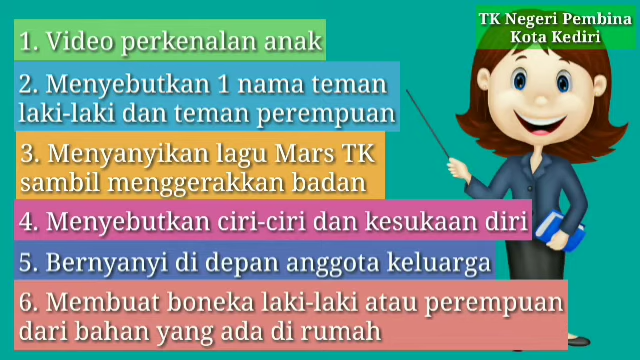 TK Negeri Pembina
Kota Kediri
1. Video perkenalan anak
2. Menyebutkan 1 nama teman
laki-laki dan teman perempuan
3. Menyanyikan lagu Mars TK
sambil menggerakkan badan
4. Menyebutkan ciri-ciri dan kesukaan diri
5. Bernyanyi di depan anggota keluarga
6. Membuat boneka laki-laki atau perempuan
dari bahan yang ada di rumah